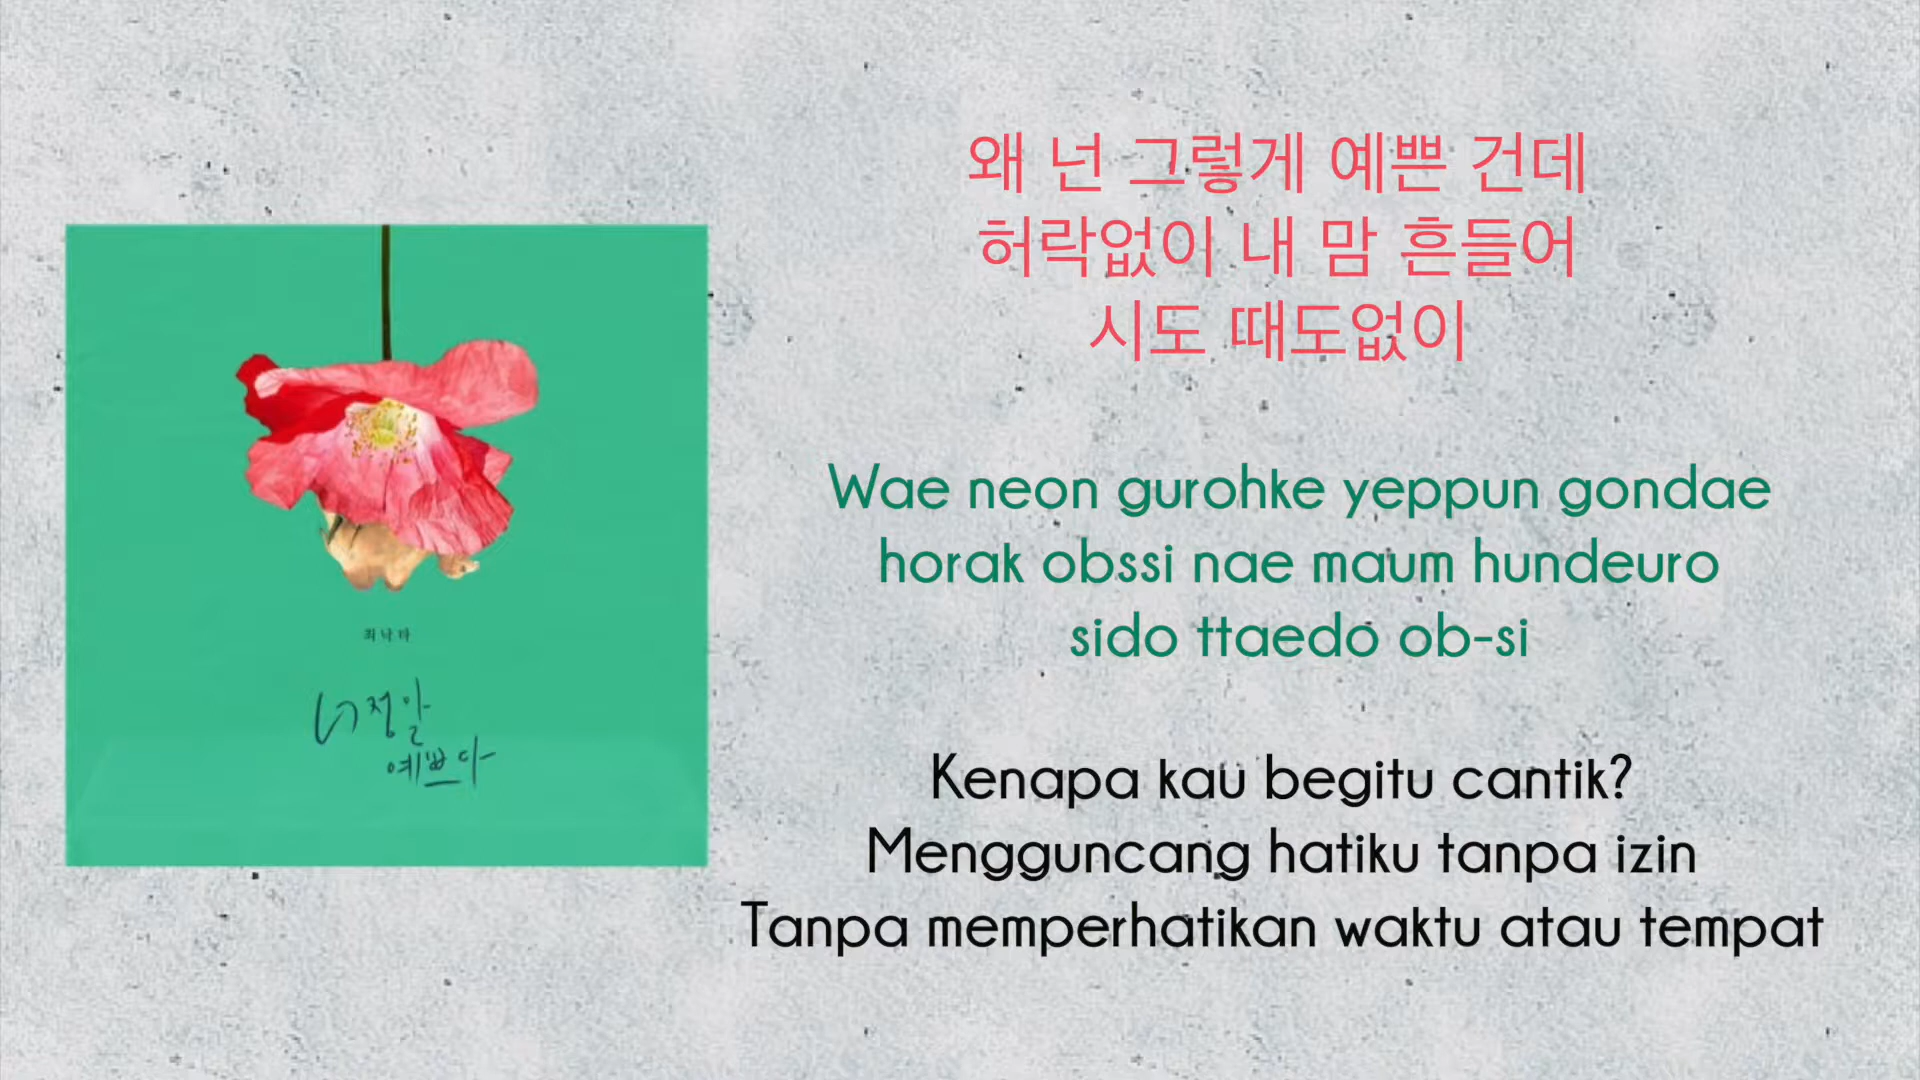 왜 넌 그렇게 예쁜 건데
허락없이 내 맘 흔들어
시도 때도없이
Wae neon gurohke yeppun gondae
horak obssi nae maum hundeuro
sido ttaedo ob-si
Kenapa kau begitu cantik?
Mengguncang hatiku tanpa izin
Tanpa memperhatikan waktu atau tempat
최낙타
너 정말
예쁘다